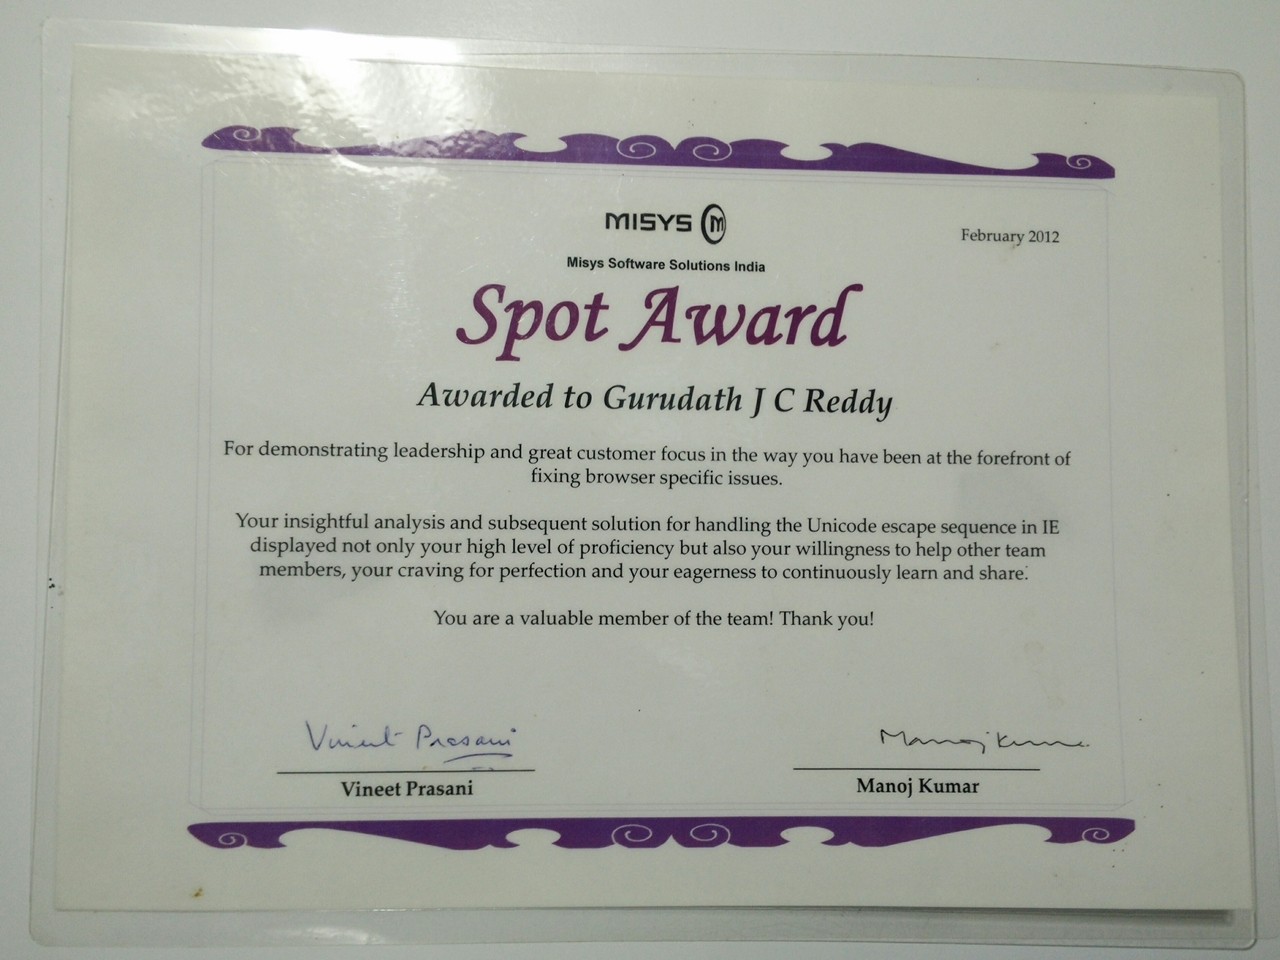 MISYS
February 2012
Misys Software Solutions India
Spot Award
Awarded to Gurudath J C Reddy
For demonstrating leadership and great customer focus in the way you have been at the forefront of
fixing browser specific issues.
Your insightful analysis and subsequent solution for handling the Unicode escape sequence in IE
displayed not only your high level of proficiency but also your willingness to help other team
members, your craving for perfection and your eagerness to continuously learn and share.
You are a valuable member of the team! Thank you!
Vineet Prasani
Manoj Kumar
Vineet Prasani
Manoj Kumar